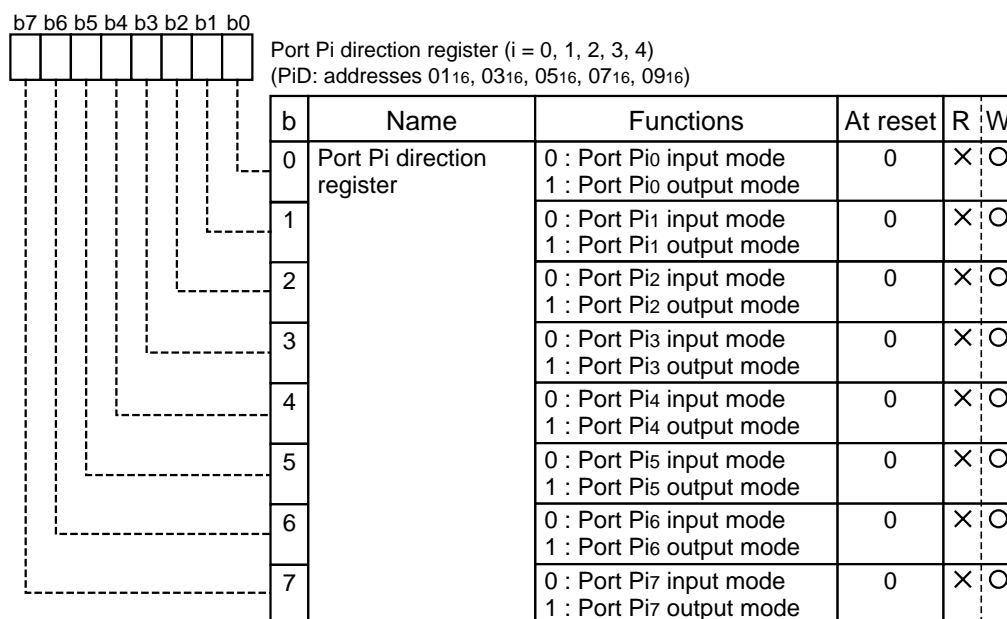 b7 b6 b5 b4 b3 b2 b1 b0
Port Pi direction register (i = 0, 1, 2, 3, 4)
(PiD: addresses 0116, 0316, 0516, 0716, 0916)
b Name Functions At reset R W
0 Port Pi direction register 0 : Port Pi0 input mode 0 × O
1 : Port Pi0 output mode
1 0 : Port Pi1 input mode 0 × O
1 : Port Pi1 output mode
2 0 : Port Pi2 input mode 0 × O
1 : Port Pi2 output mode
3 0 : Port Pi3 input mode 0 × O
1 : Port Pi3 output mode
4 0 : Port Pi4 input mode 0 × O
1 : Port Pi4 output mode
5 0 : Port Pi5 input mode 0 × O
1 : Port Pi5 output mode
6 0 : Port Pi6 input mode 0 × O
1 : Port Pi6 output mode
7 0 : Port Pi7 input mode 0 × O
1 : Port Pi7 output mode